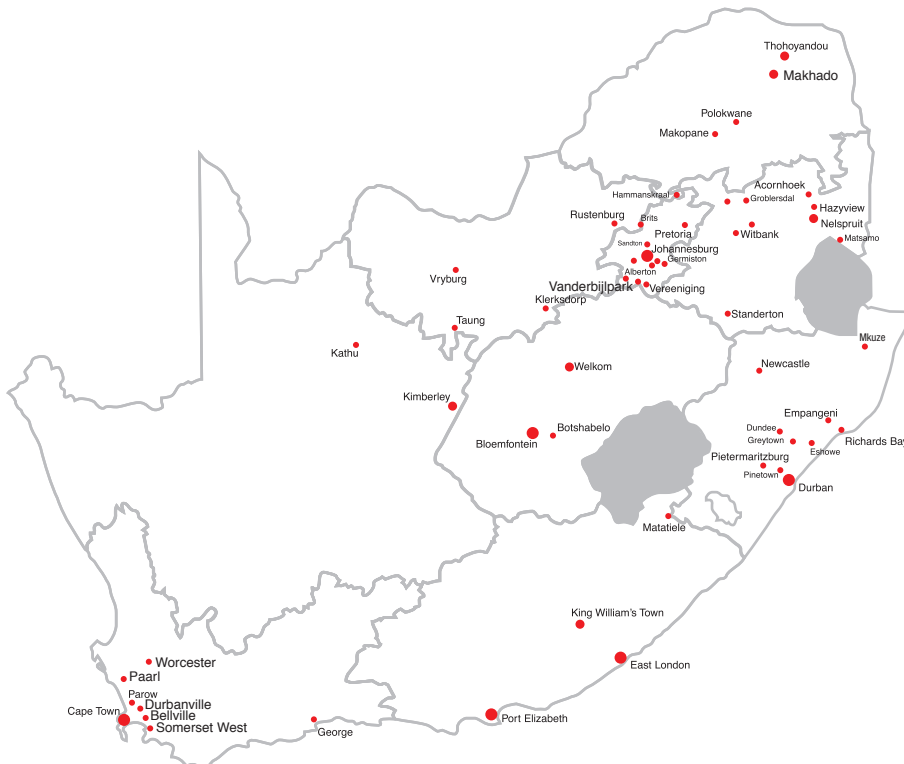 Thohoyandou
Makhado
Polokwane
Makopane
Hammanskraal
Acornhoek
Groblersdal
Hazyview
Rustenburg
Brits
Nelspruit
Pretoria
Witbank
Matsamo
Sandton
Johannesburg
Germiston
Alberton
Vryburg
Vanderbijlpark
Vereeniging
Klerksdorp
Standerton
Taung
Mkuze
Kathu
Newcastle
Welkom
Kimberley
Empangeni
Botshabelo
Dundee
Bloemfontein
Greytown
Richards Bay
Eshowe
Pietermaritzburg
Pinetown
Durban
Matatiele
King William's Town
Worcester
East London
Paarl
Parow
Durbanville
Cape Town
Bellville
Port Elizabeth
Somerset West
George